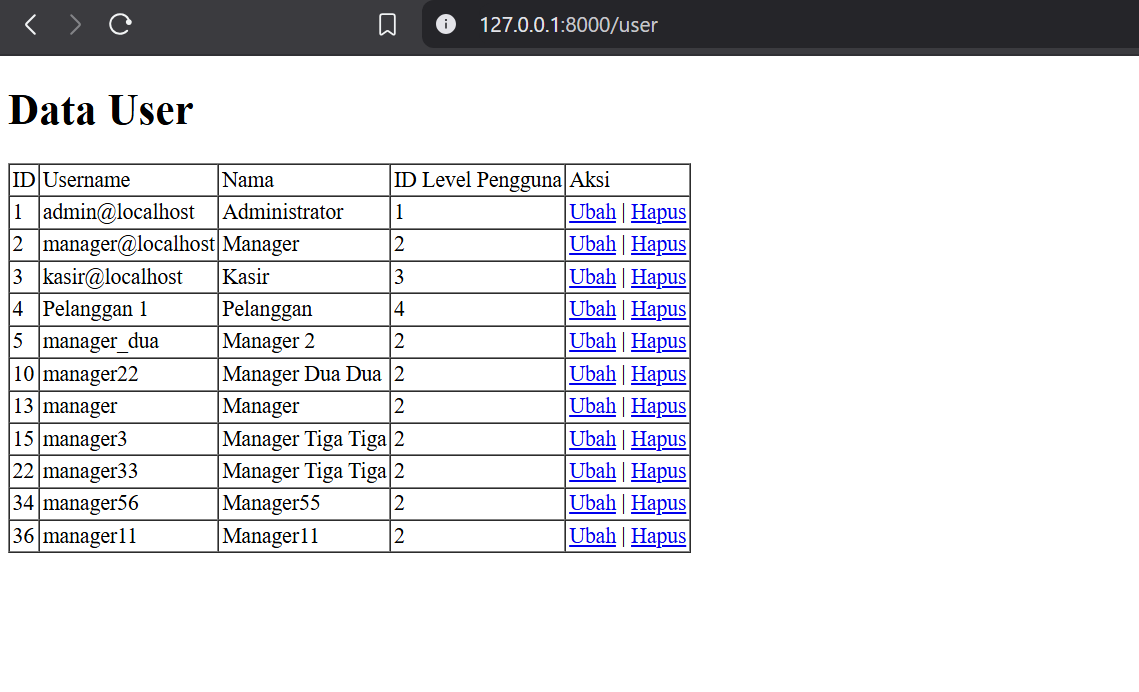 127.0.0.1:8000/user
Data User
ID Username Nama ID Level Pengguna Aksi
1 admin@localhost Administrator 1 Ubah | Hapus
2 manager@localhost Manager 2 Ubah | Hapus
3 kasir@localhost Kasir 3 Ubah | Hapus
4 Pelanggan 1 Pelanggan 4 Ubah | Hapus
5 manager_dua Manager 2 2 Ubah | Hapus
10 manager22 Manager Dua Dua 2 Ubah | Hapus
13 manager Manager 2 Ubah | Hapus
15 manager3 Manager Tiga Tiga 2 Ubah | Hapus
22 manager33 Manager Tiga Tiga 2 Ubah | Hapus
34 manager56 Manager55 2 Ubah | Hapus
36 manager11 Manager11 2 Ubah | Hapus